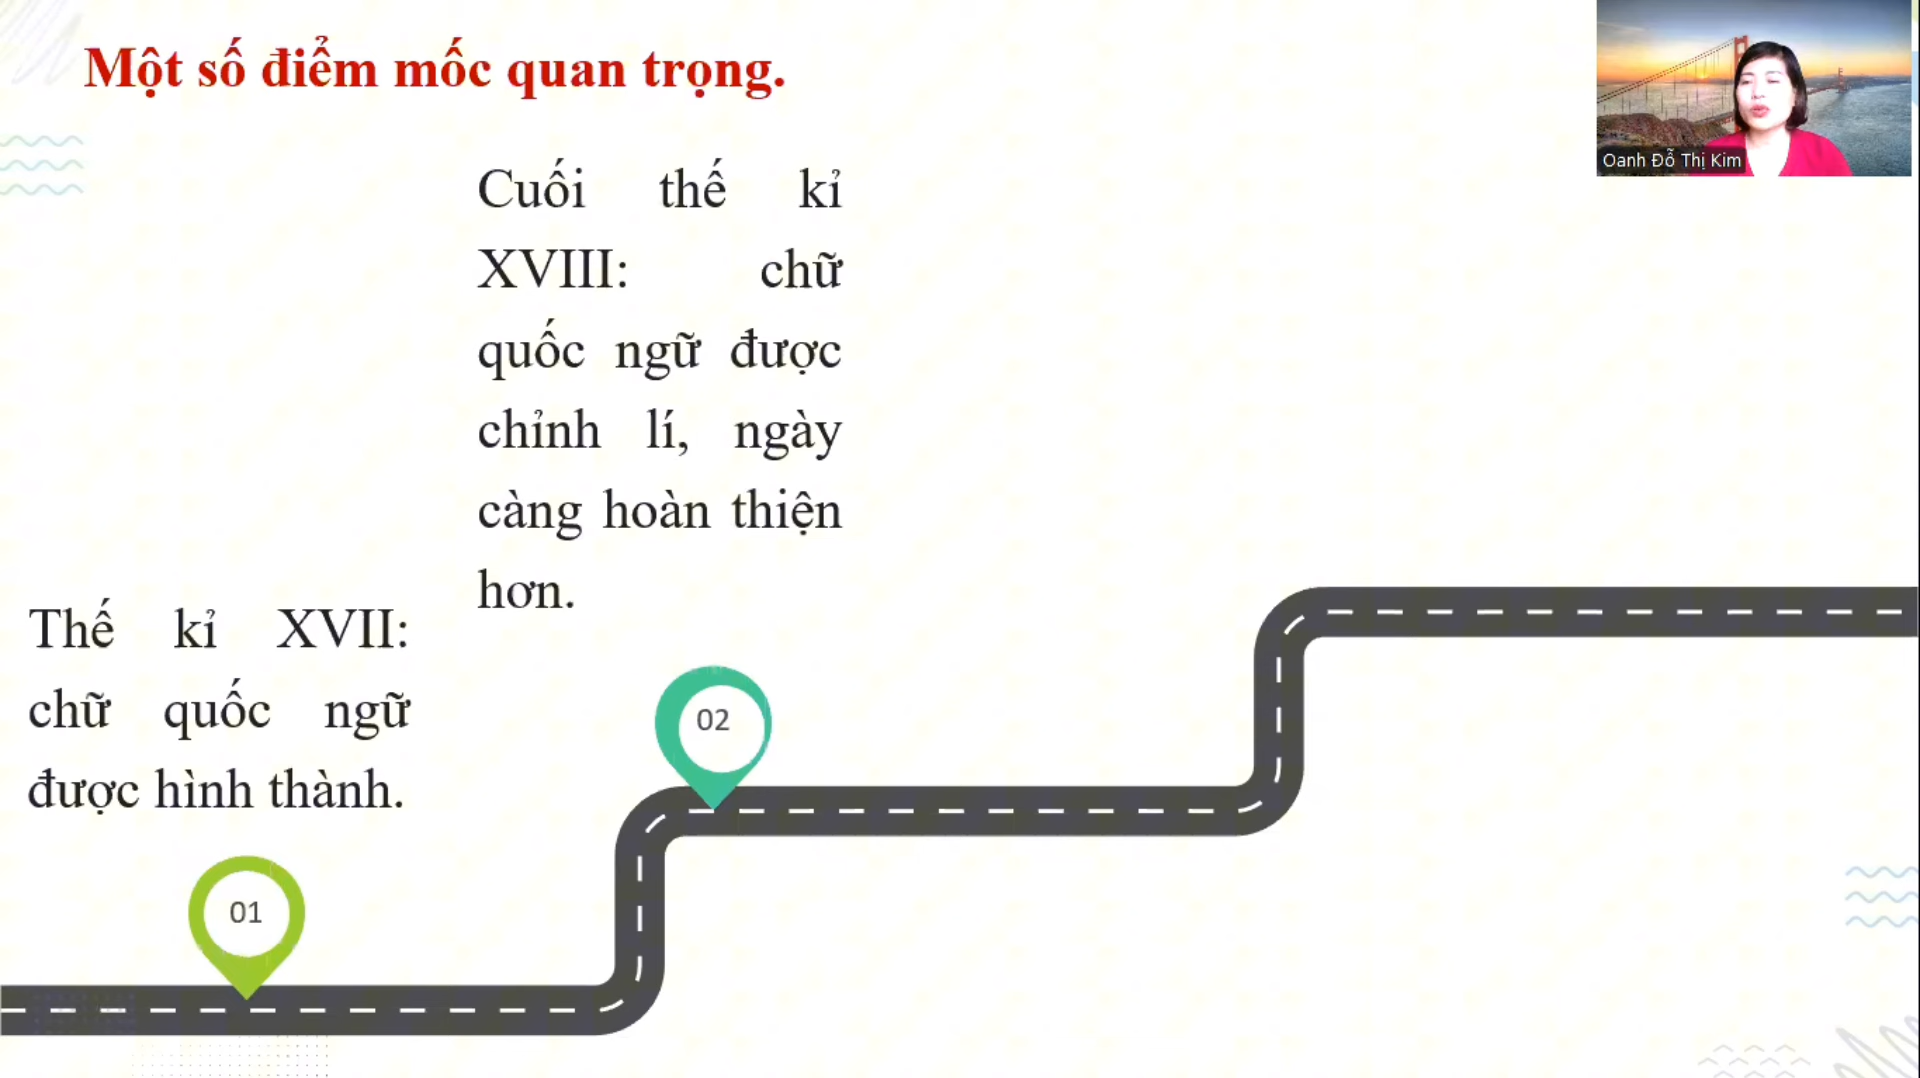 Một số điểm mốc quan trọng.
Oanh Đỗ Thị Kim
Cuối thế kỉ
XVIII: chữ
quốc ngữ được
chỉnh lí, ngày
càng hoàn thiện
hơn.
Thế kỉ XVII:
chữ quốc ngữ
được hình thành.
02
01